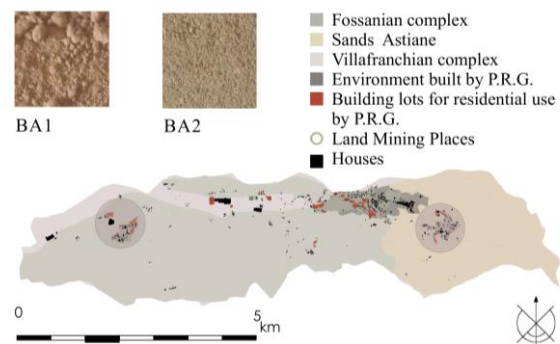 BA1
BA2
Fossanian complex
Sands Astiane
Villafranchian complex
Environment built by P.R.G.
Building lots for residential use
by P.R.G.
Land Mining Places
Houses
0
5
km